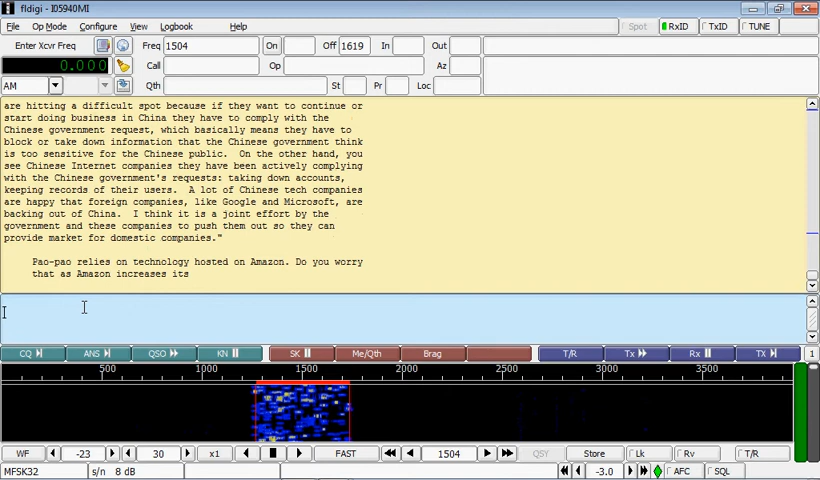 fldigi - I05940MI
File Op Mode Configure View Logbook Help
Spot RxID TxID TUNE
Enter Xcvr Freq Freq 1504 On Off 1619 In Out
0.000 Call Op Az
AM Qth St Pr Loc
are hitting a difficult spot because if they want to continue or
start doing business in China they have to comply with the
Chinese government request, which basically means they have to
block or take down information that the Chinese government think
is too sensitive for the Chinese public. On the other hand, you
see Chinese Internet companies they have been actively complying
with the Chinese government's requests: taking down accounts,
keeping records of their users. A lot of Chinese tech companies
are happy that foreign companies, like Google and Microsoft, are
backing out of China. I think it is a joint effort by the
government and these companies to push them out so they can
provide market for domestic companies."
Pao-pao relies on technology hosted on Amazon. Do you worry
that as Amazon increases its
CQ ANS QSO KN SK Me/Qth Brag T/R Tx Rx TX 1
500 1000 1500 2000 2500 3000 3500
WF -23 30 x1 FAST 1504 QSY Store Lk Rv T/R
MFSK32 s/n 8 dB -3.0 AFC SQL